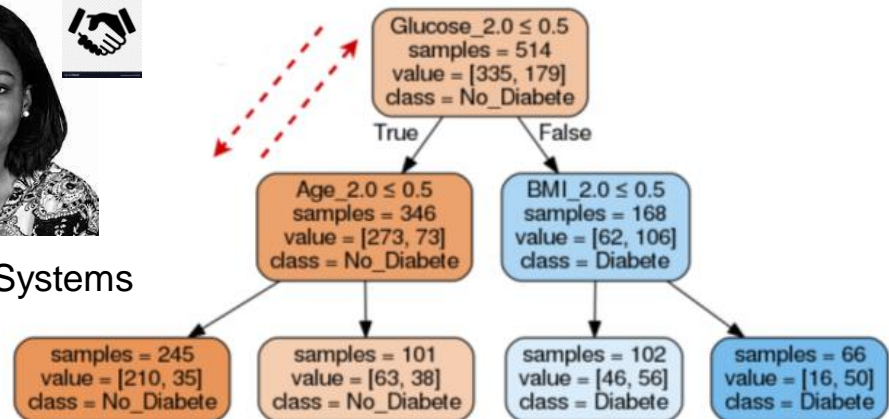 Glucose_2.0 ≤ 0.5
samples = 514
value = [335, 179]
class = No_Diabete
True
False
Age_2.0 ≤ 0.5
samples = 346
value = [273, 73]
class = No_Diabete
BMI_2.0 ≤ 0.5
samples = 168
value = [62, 106]
class = Diabete
Systems
samples = 245
value = [210, 35]
class = No_Diabete
samples = 101
value = [63, 38]
class = No_Diabete
samples = 102
value = [46, 56]
class = Diabete
samples = 66
value = [16, 50]
class = Diabete